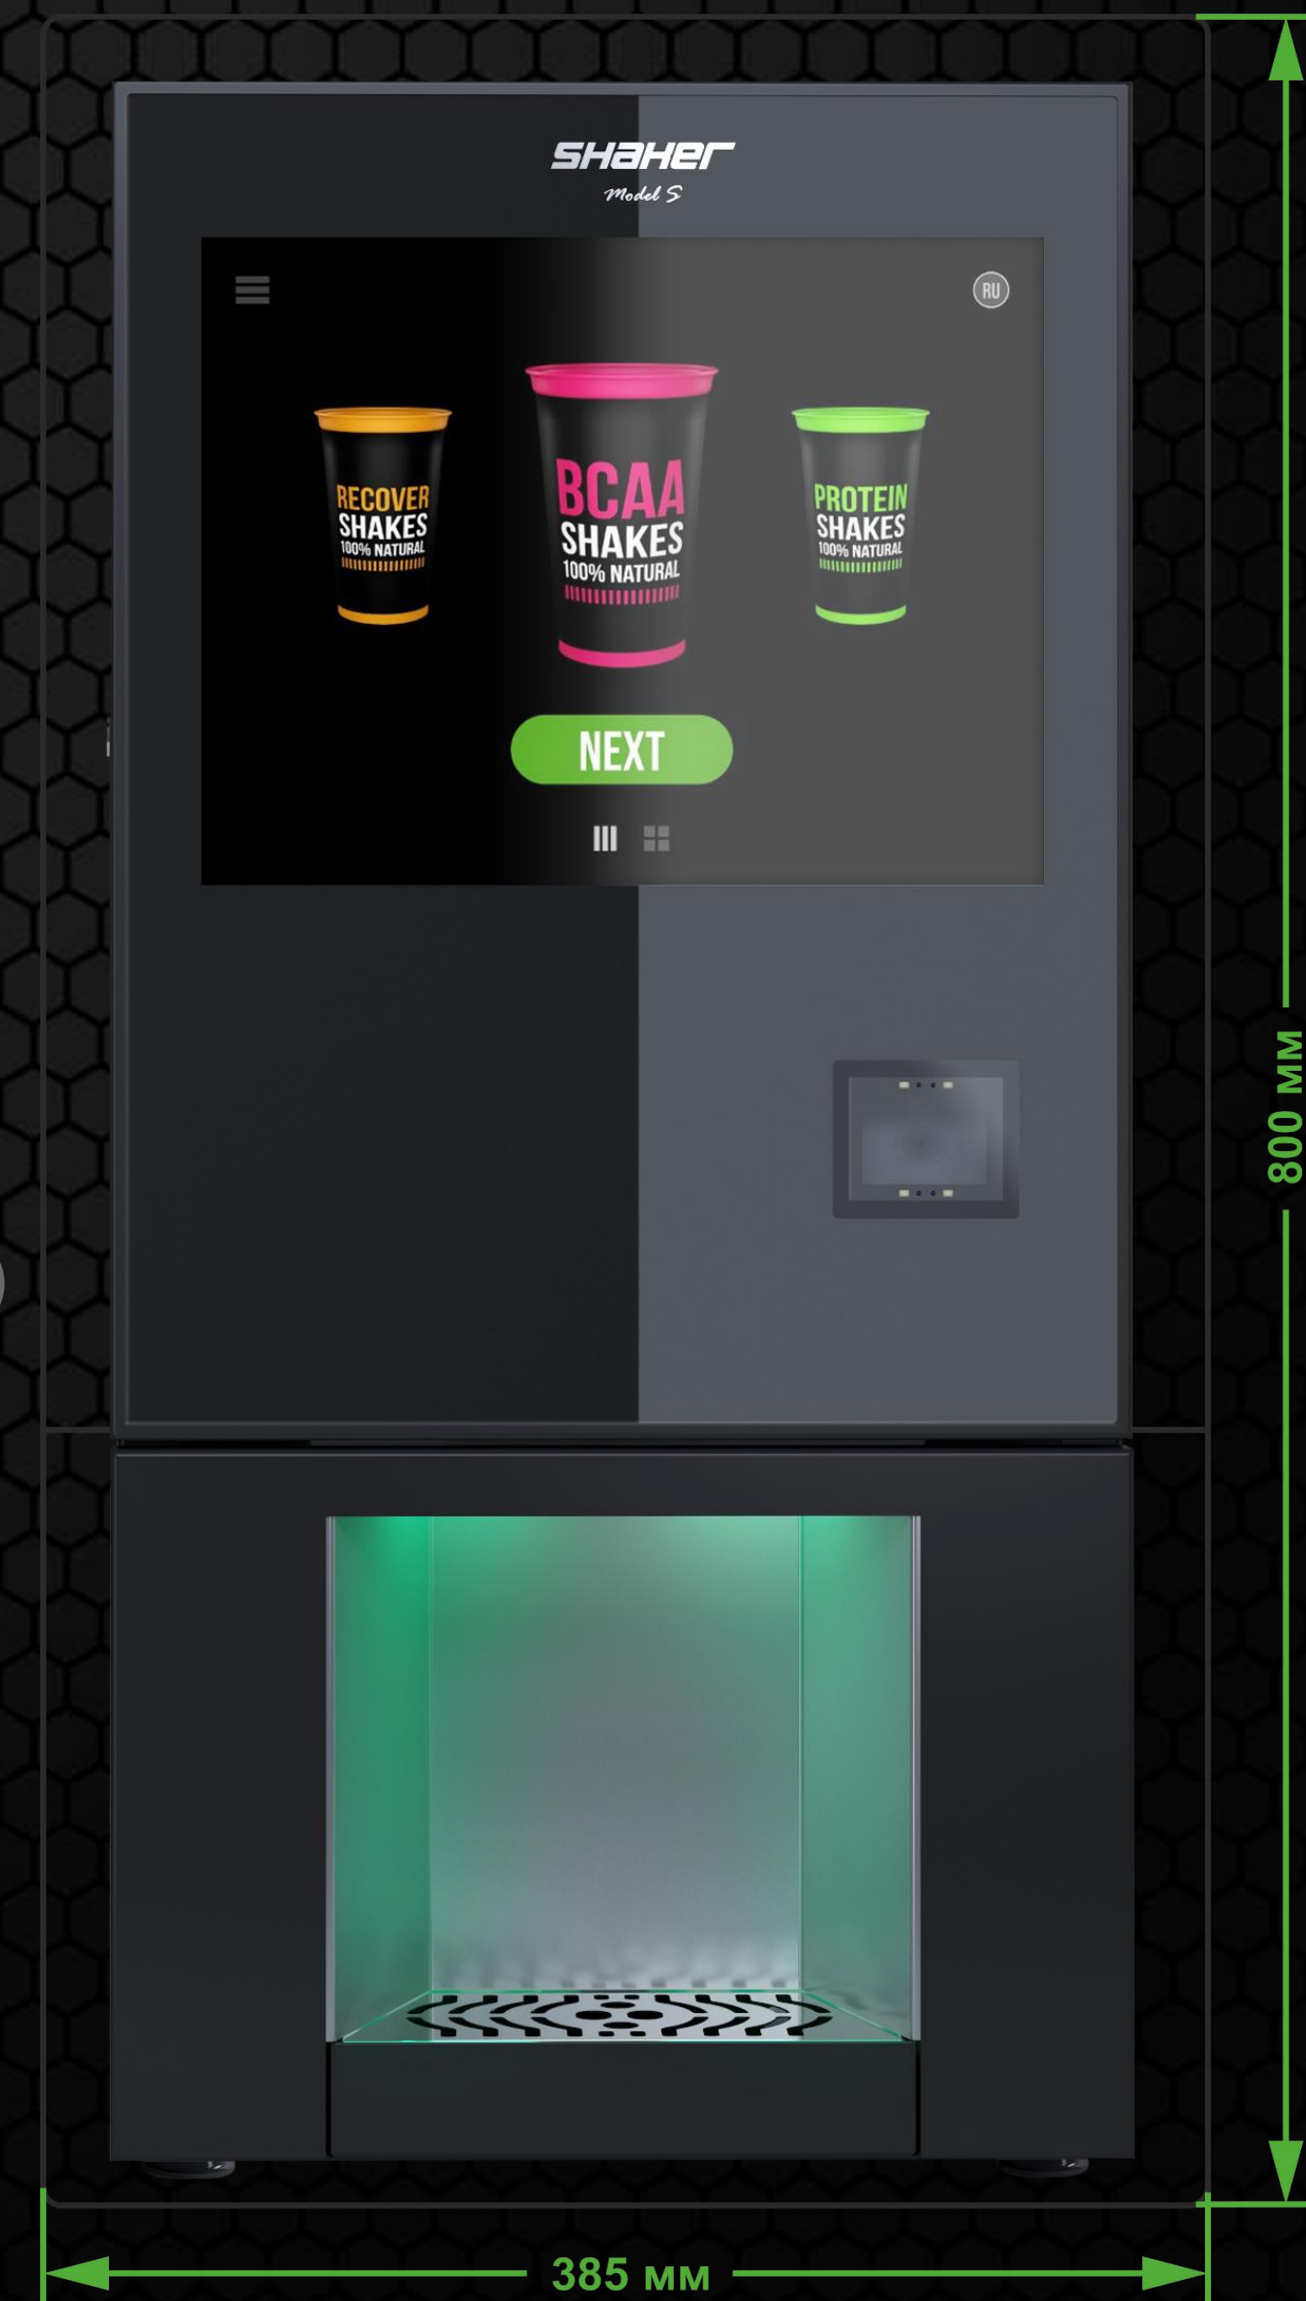 SHaHer
Model S
RU
RECOVER
SHAKES
100% NATURAL
BCAA
SHAKES
100% NATURAL
PROTEIN
SHAKES
100% NATURAL
NEXT
800 мм
385 мм